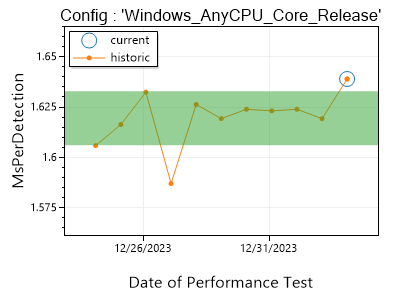 Config : 'Windows_AnyCPU_Core_Release'
current
historic
1.65
1.625
1.6
1.575
MsPerDetection
12/26/2023
12/31/2023
Date of Performance Test